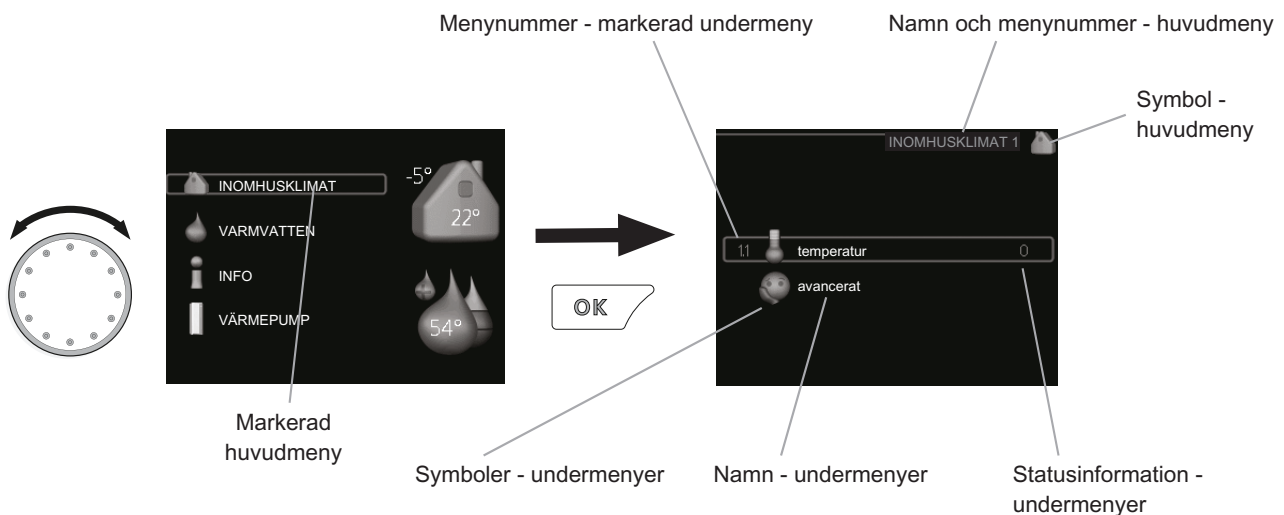 Menynummer - markerad undermeny
Namn och menynummer - huvudmeny
Symbol -
huvudmeny
INOMHUSKLIMAT
VARMVATTEN
INFO
VÄRMEPUMP
-5°
22°
54°
OK
INOMHUSKLIMAT 1
1.1 temperatur 0
avancerat
Markerad
huvudmeny
Symboler - undermenyer
Namn - undermenyer
Statusinformation -
undermenyer